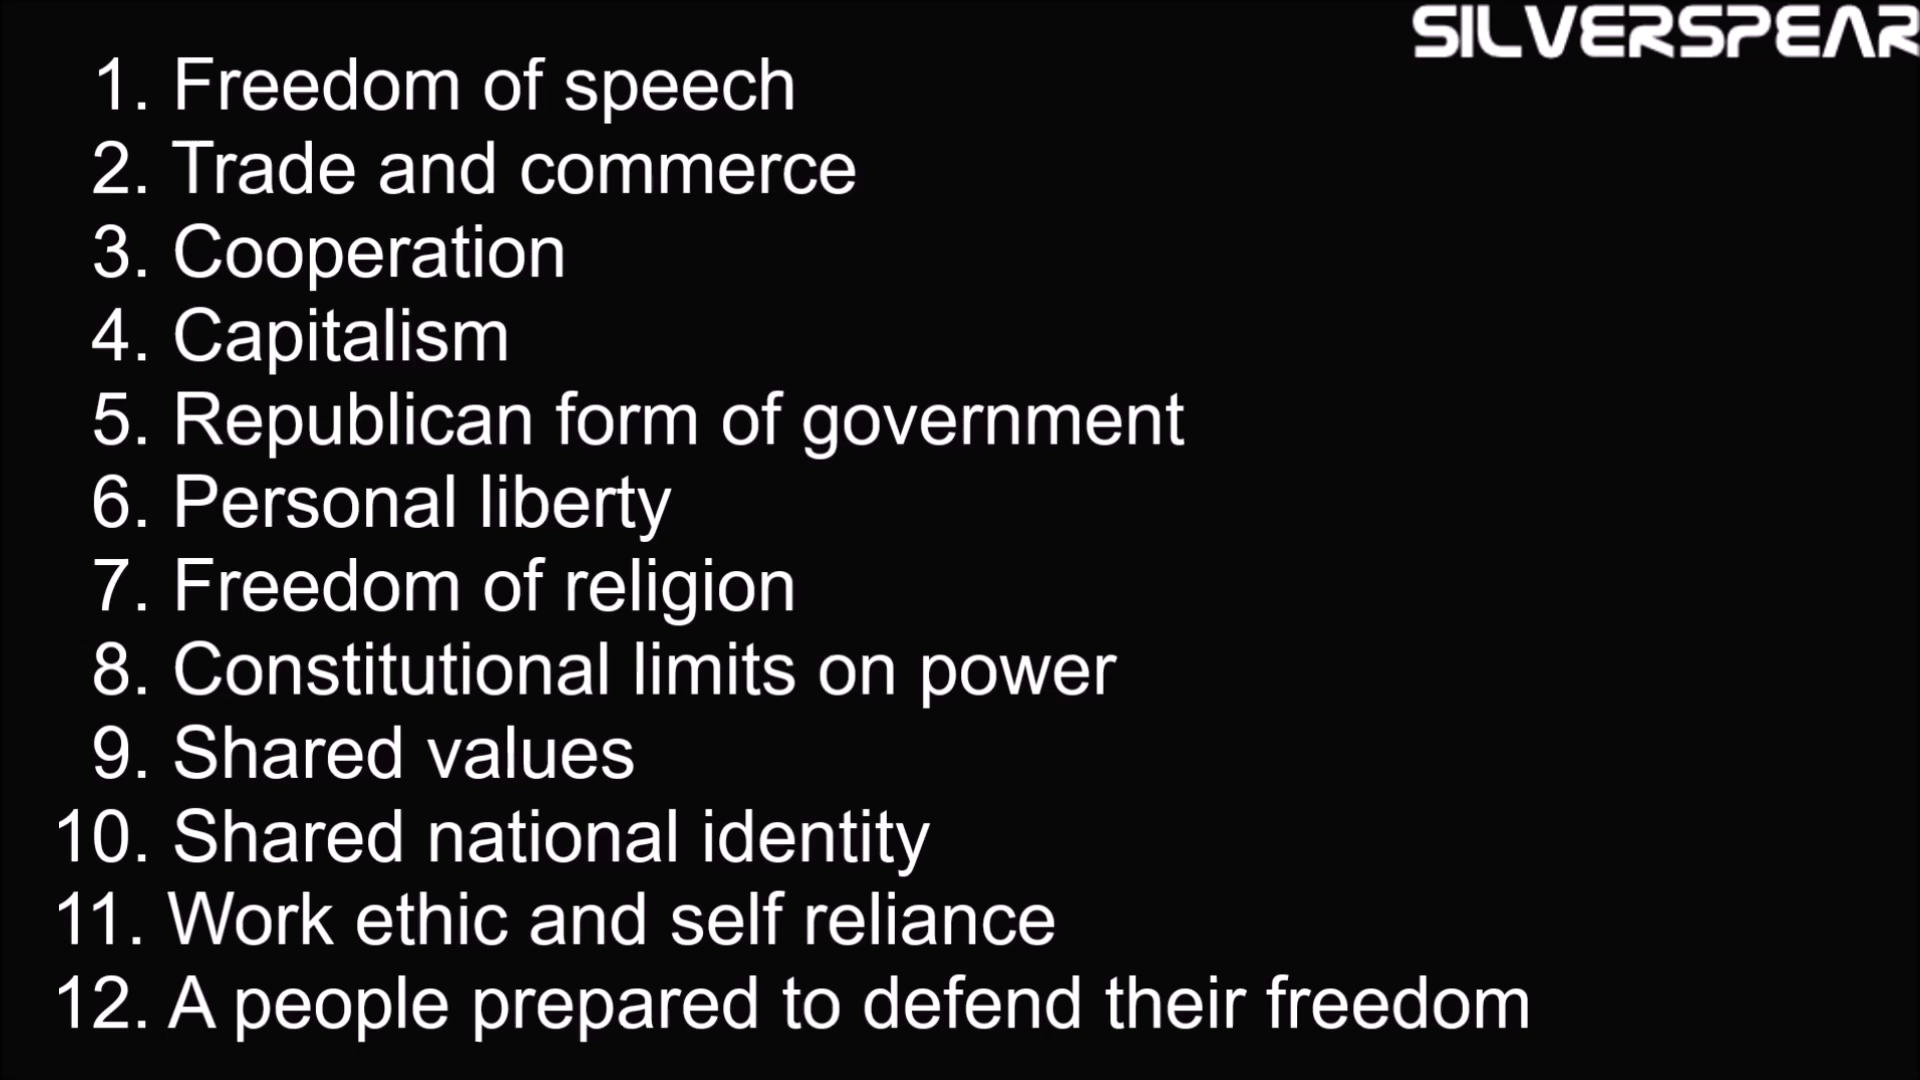 SILVERSPEAR
1. Freedom of speech
2. Trade and commerce
3. Cooperation
4. Capitalism
5. Republican form of government
6. Personal liberty
7. Freedom of religion
8. Constitutional limits on power
9. Shared values
10. Shared national identity
11. Work ethic and self reliance
12. A people prepared to defend their freedom